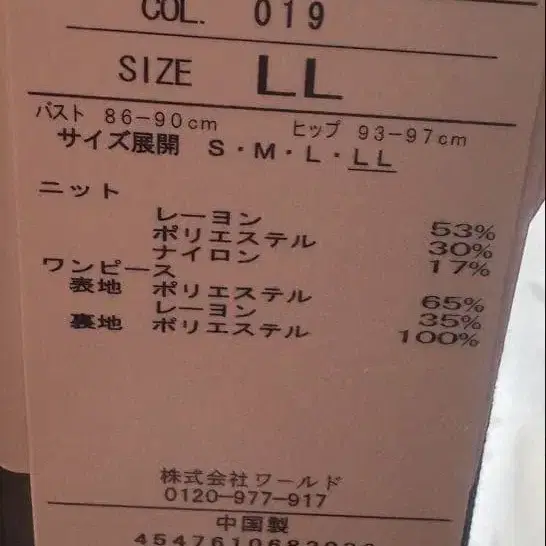 COL. 019
SIZE LL
バスト 86-90cm ヒップ 93-97cm
サイズ展開 S・M・L・LL
ニット
レーヨン 53%
ポリエステル 30%
ナイロン 17%
ワンピース
表地 ポリエステル 65%
レーヨン 35%
裏地 ポリエステル 100%
株式会社ワールド
0120-977-917
中国製